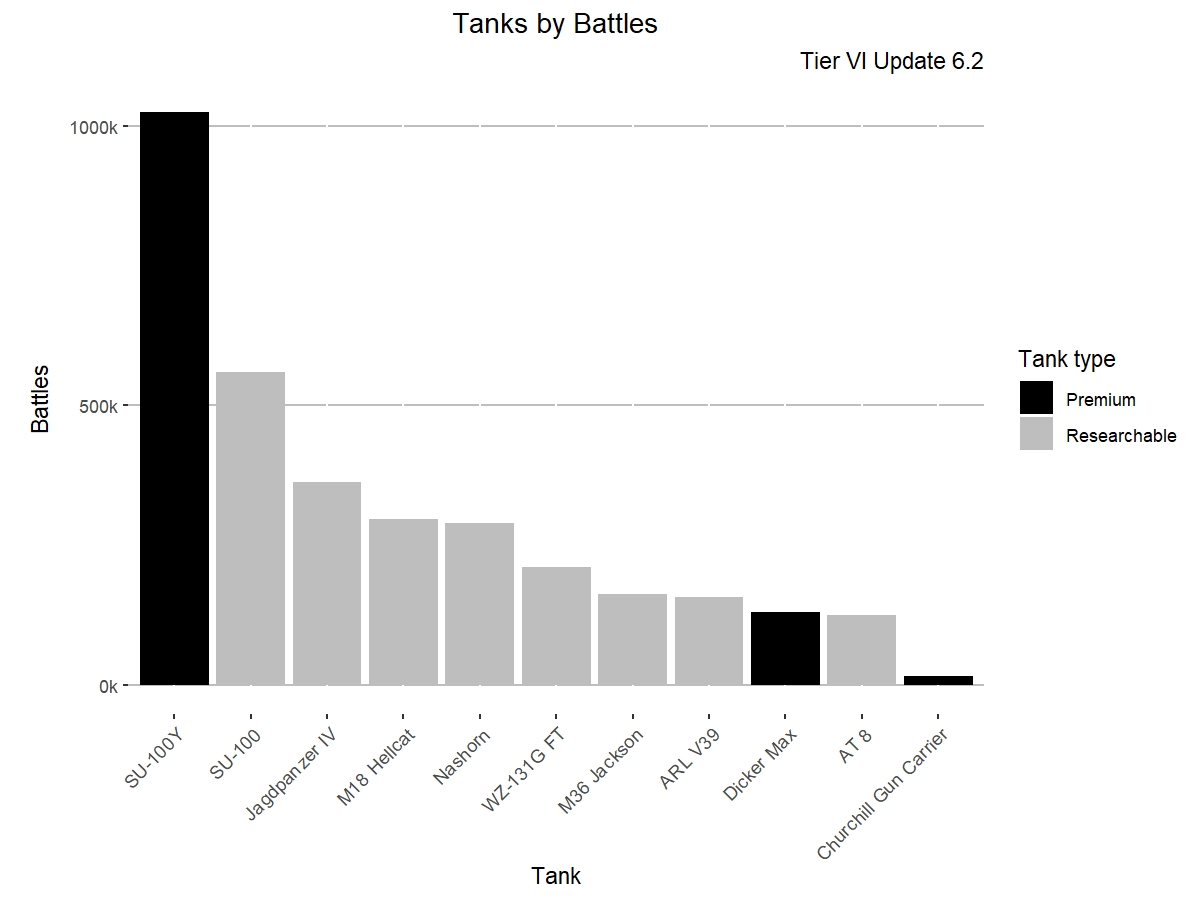 Tanks by Battles
Tier VI Update 6.2
1000k
500k
0k
Battles
SU-100Y
SU-100
Jagdpanzer IV
M18 Hellcat
Nashorn
WZ-131G FT
M36 Jackson
ARL V39
Dicker Max
AT 8
Churchill Gun Carrier
Tank
Tank type
Premium
Researchable